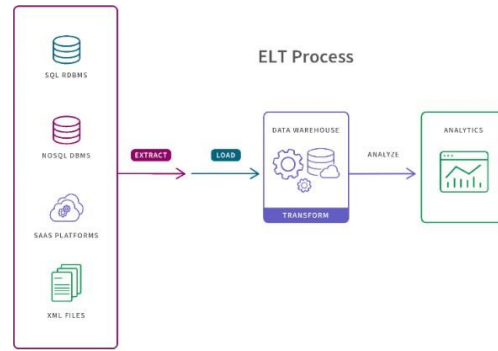 ELT Process
SQL RDBMS
NOSQL DBMS
SAAS PLATFORMS
XML FILES
EXTRACT
LOAD
DATA WAREHOUSE
TRANSFORM
ANALYZE
ANALYTICS